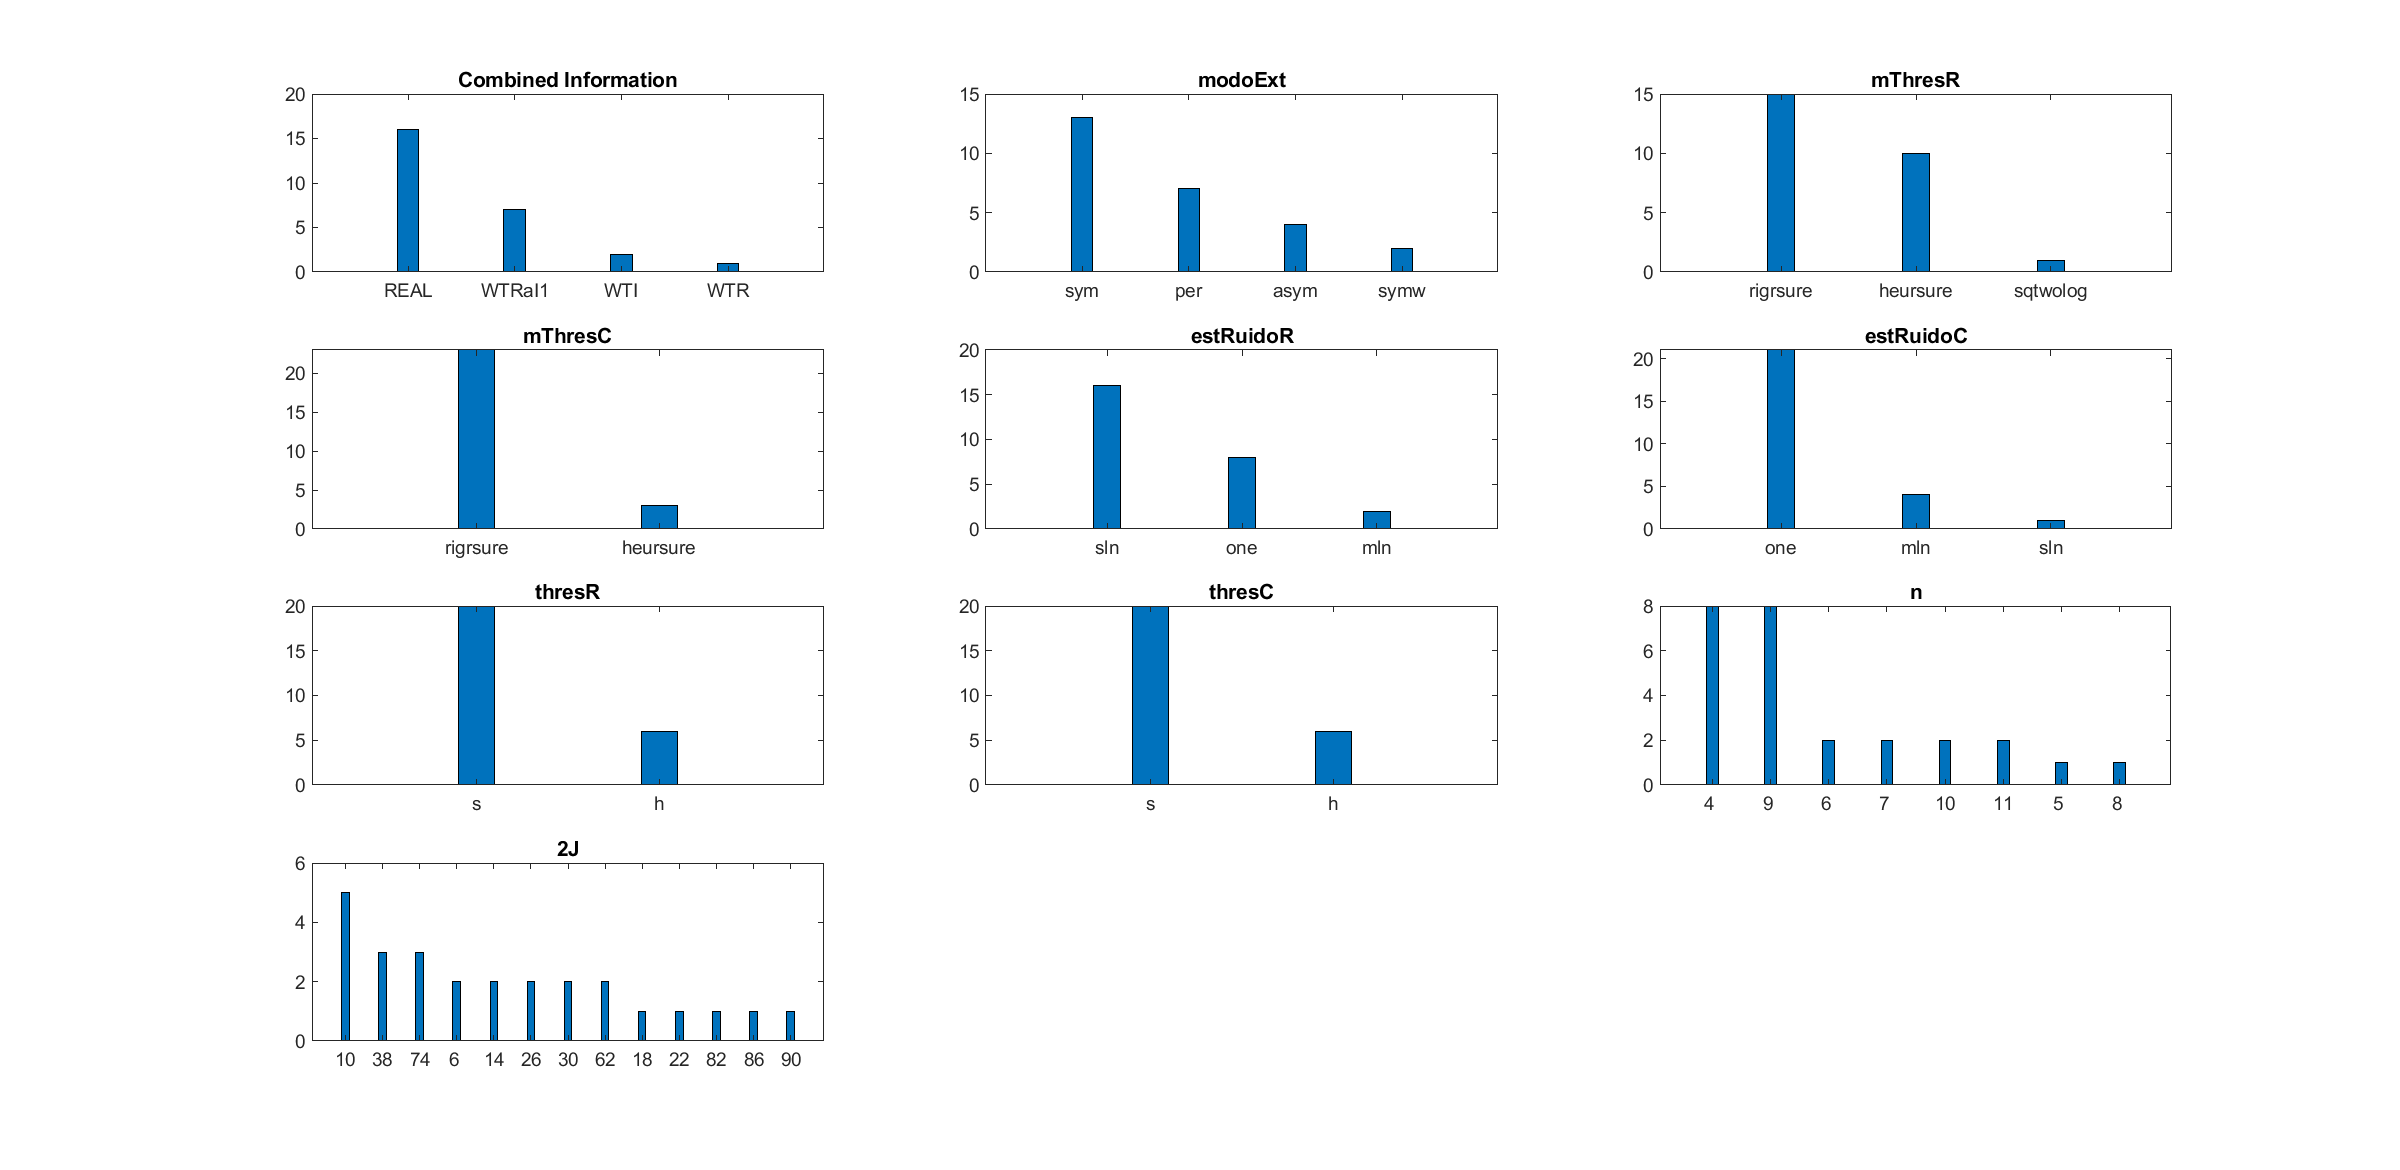 Combined Information
20
15
10
5
0
REAL WTRaI1 WTI WTR
modoExt
15
10
5
0
sym per asym symw
mThresR
15
10
5
0
rigrsure heursure sqtwolog
mThresC
20
15
10
5
0
rigrsure heursure
estRuidoR
20
15
10
5
0
sln one mln
estRuidoC
20
15
10
5
0
one mln sln
thresR
20
15
10
5
0
s h
thresC
20
15
10
5
0
s h
n
8
6
4
2
0
4 9 6 7 10 11 5 8
2J
6
4
2
0
10 38 74 6 14 26 30 62 18 22 82 86 90